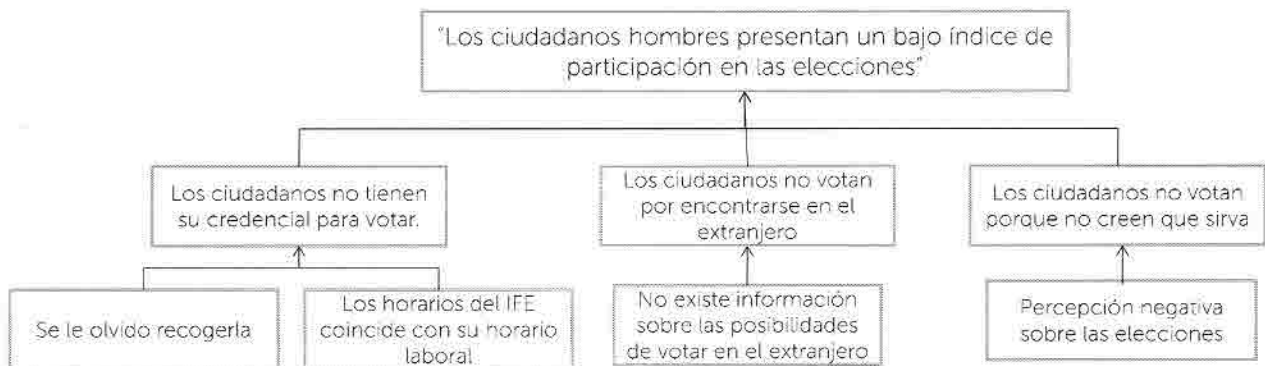 "Los ciudadanos hombres presentan un bajo índice de
participación en las elecciones"
Los ciudadanos no tienen
su credencial para votar.
Los ciudadanos no votan
por encontrarse en el
extranjero
Los ciudadanos no votan
porque no creen que sirva
Se le olvido recogerla
Los horarios del IFE
coincide con su horario
laboral
No existe información
sobre las posibilidades
de votar en el extranjero
Percepción negativa
sobre las elecciones